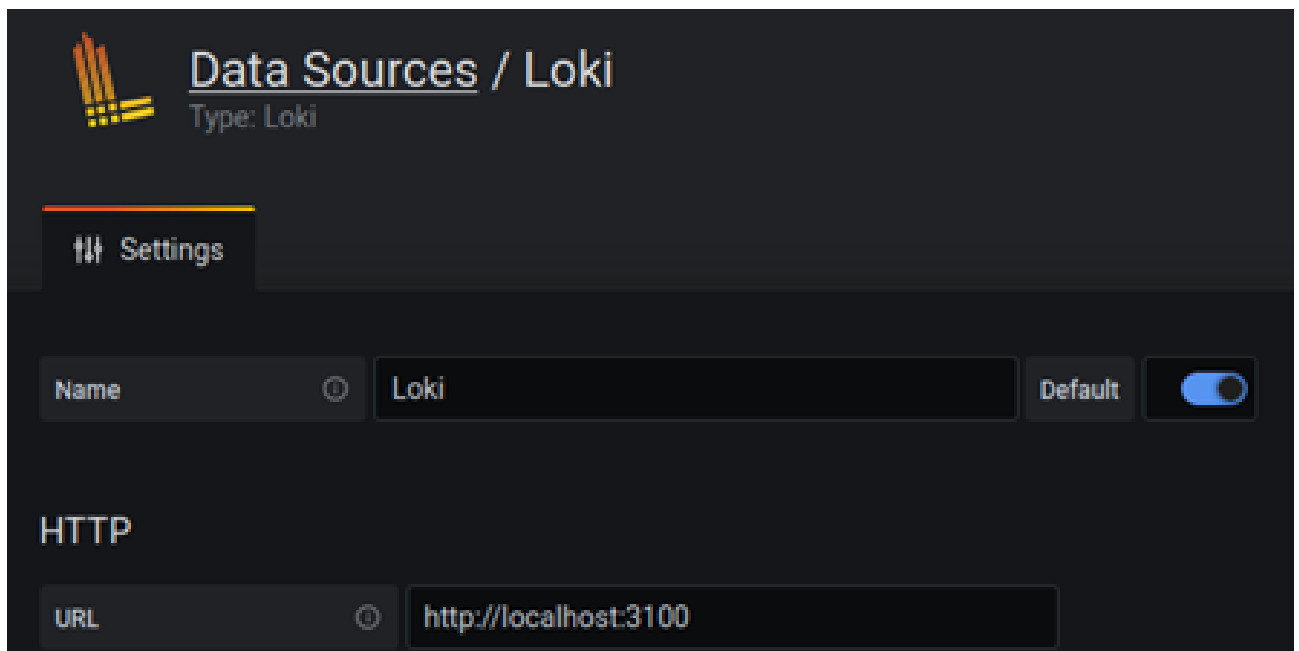 Data Sources / Loki
Type: Loki
Settings
Name Loki Default
HTTP
URL http://localhost:3100